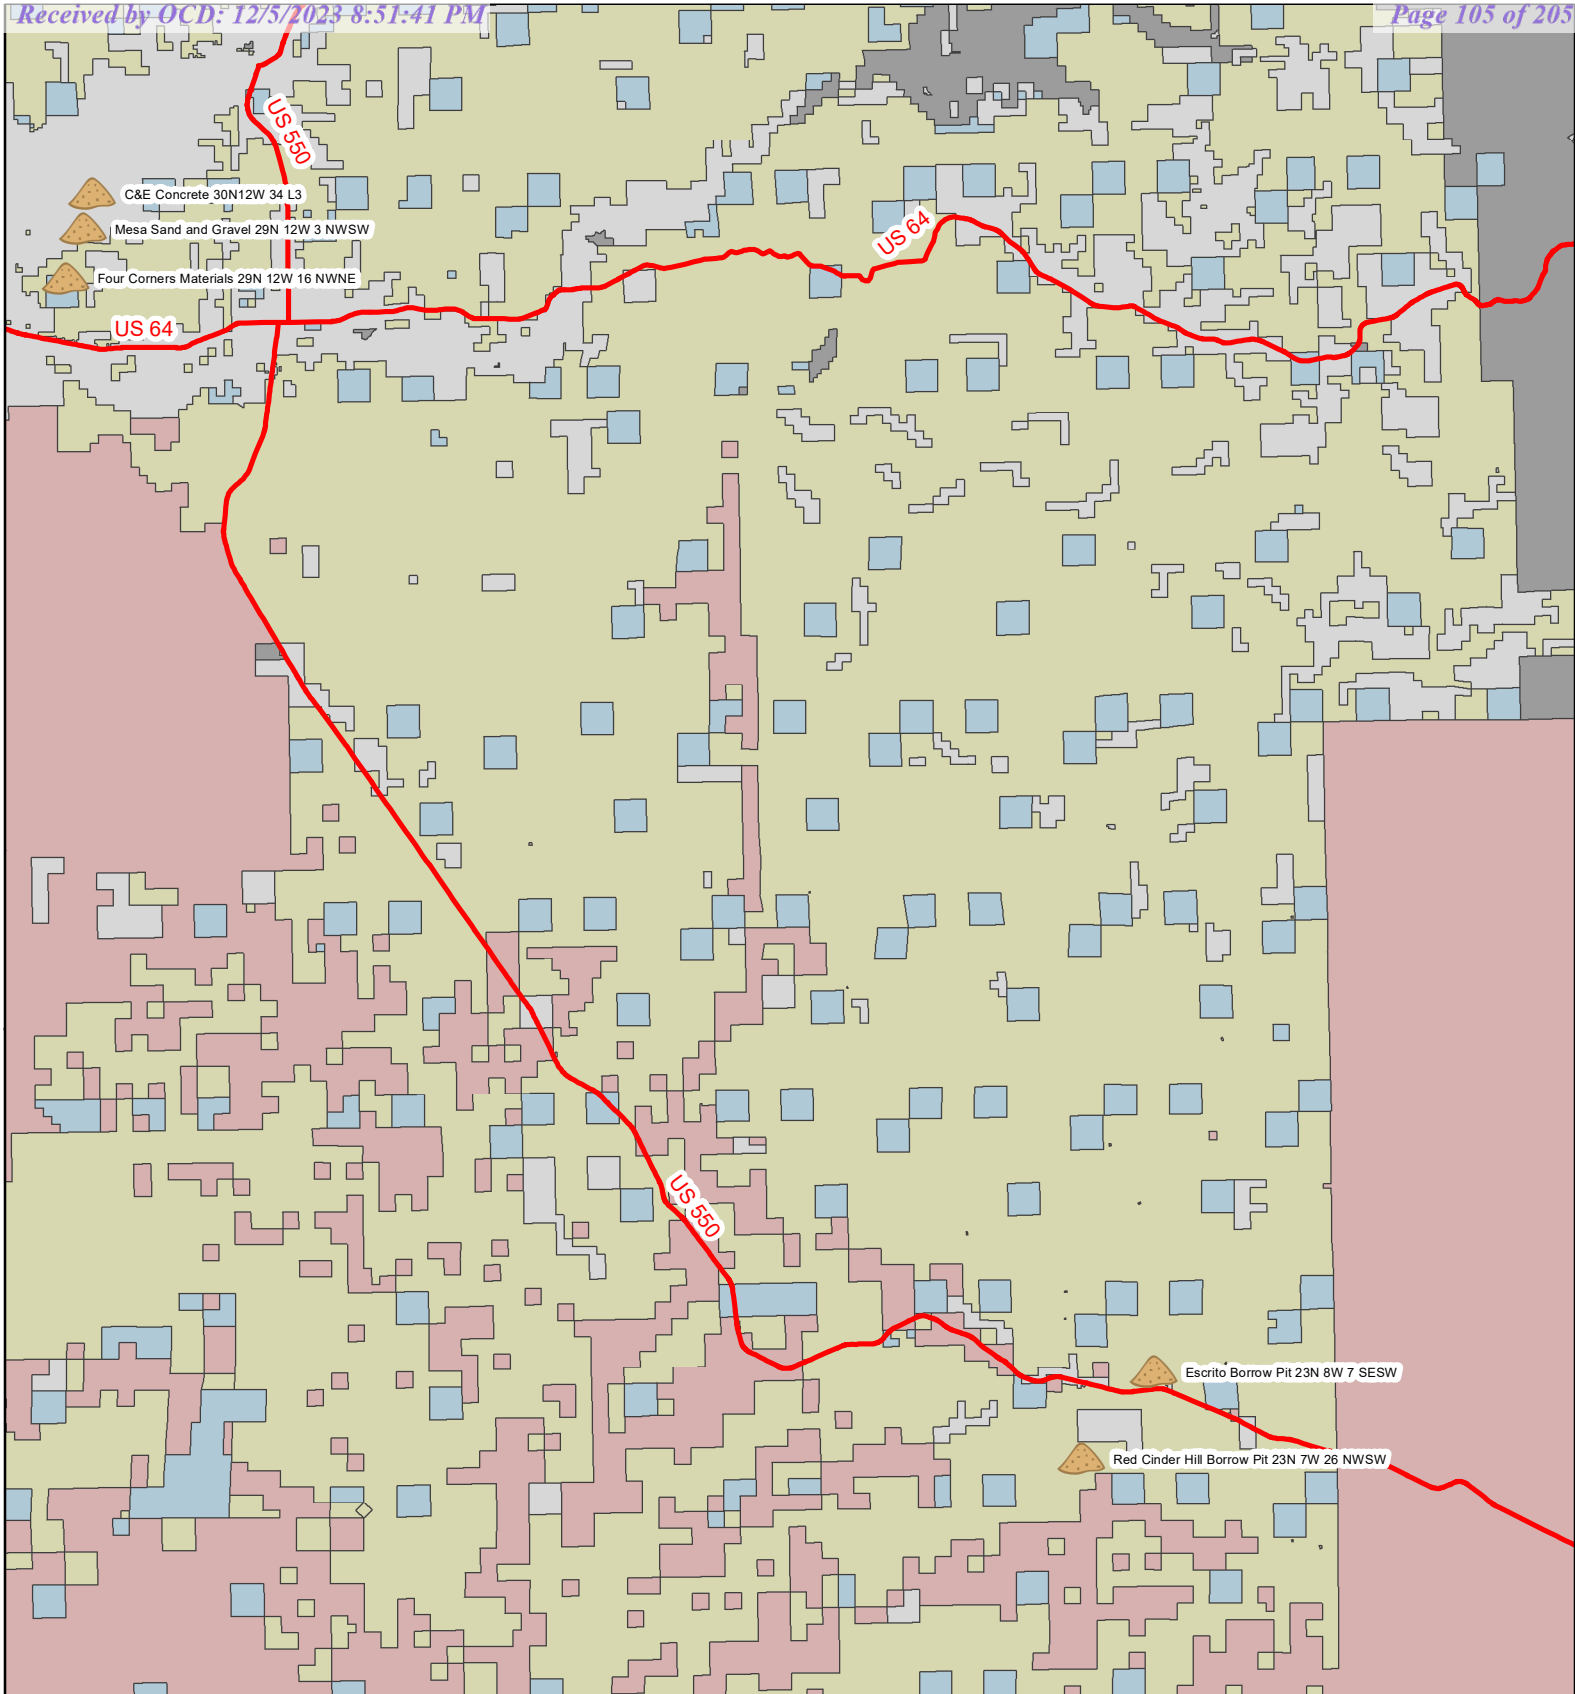 Received by OCD: 12/5/2023 8:51:41 PM
Page 105 of 205
US 550
C&E Concrete 30N12W 34 L3
Mesa Sand and Gravel 29N 12W 3 NWSW
US 64
Four Corners Materials 29N 12W 16 NWNE
US 64
US 550
Escrito Borrow Pit 23N 8W 7 SESW
Red Cinder Hill Borrow Pit 23N 7W 26 NWSW